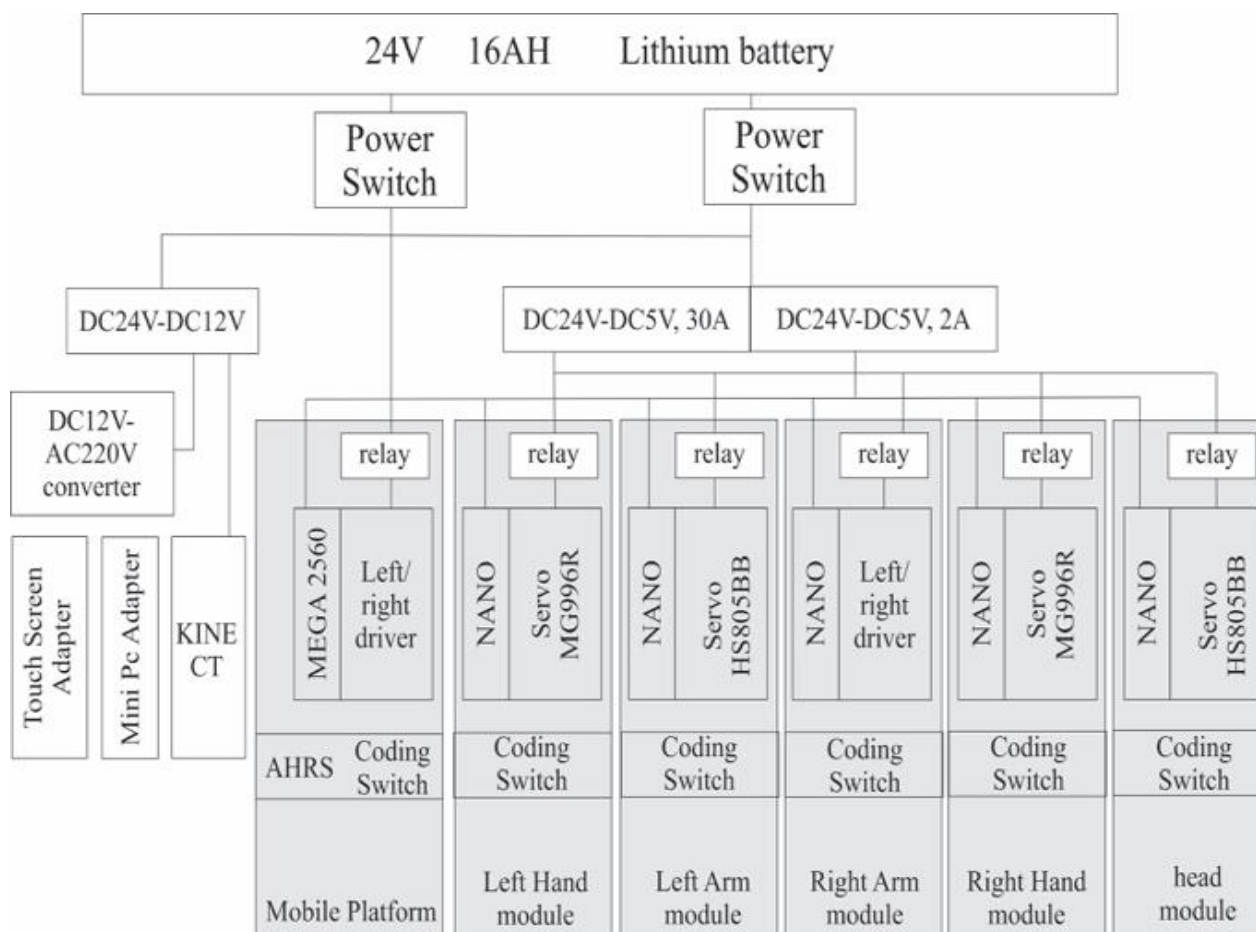 24V 16AH Lithium battery
Power
Switch
Power
Switch
DC24V-DC12V
DC24V-DC5V, 30A
DC24V-DC5V, 2A
DC12V-
AC220V
converter
Touch Screen
Adapter
Mini Pc Adapter
KINE
CT
relay
MEGA 2560
Left/
right
driver
AHRS
Coding
Switch
Mobile Platform
relay
NANO
Servo
MG996R
Coding
Switch
Left Hand
module
relay
NANO
Servo
HS805BB
Coding
Switch
Left Arm
module
relay
NANO
Left/
right
driver
Coding
Switch
Right Arm
module
relay
NANO
Servo
MG996R
Coding
Switch
Right Hand
module
relay
NANO
Servo
HS805BB
Coding
Switch
head
module